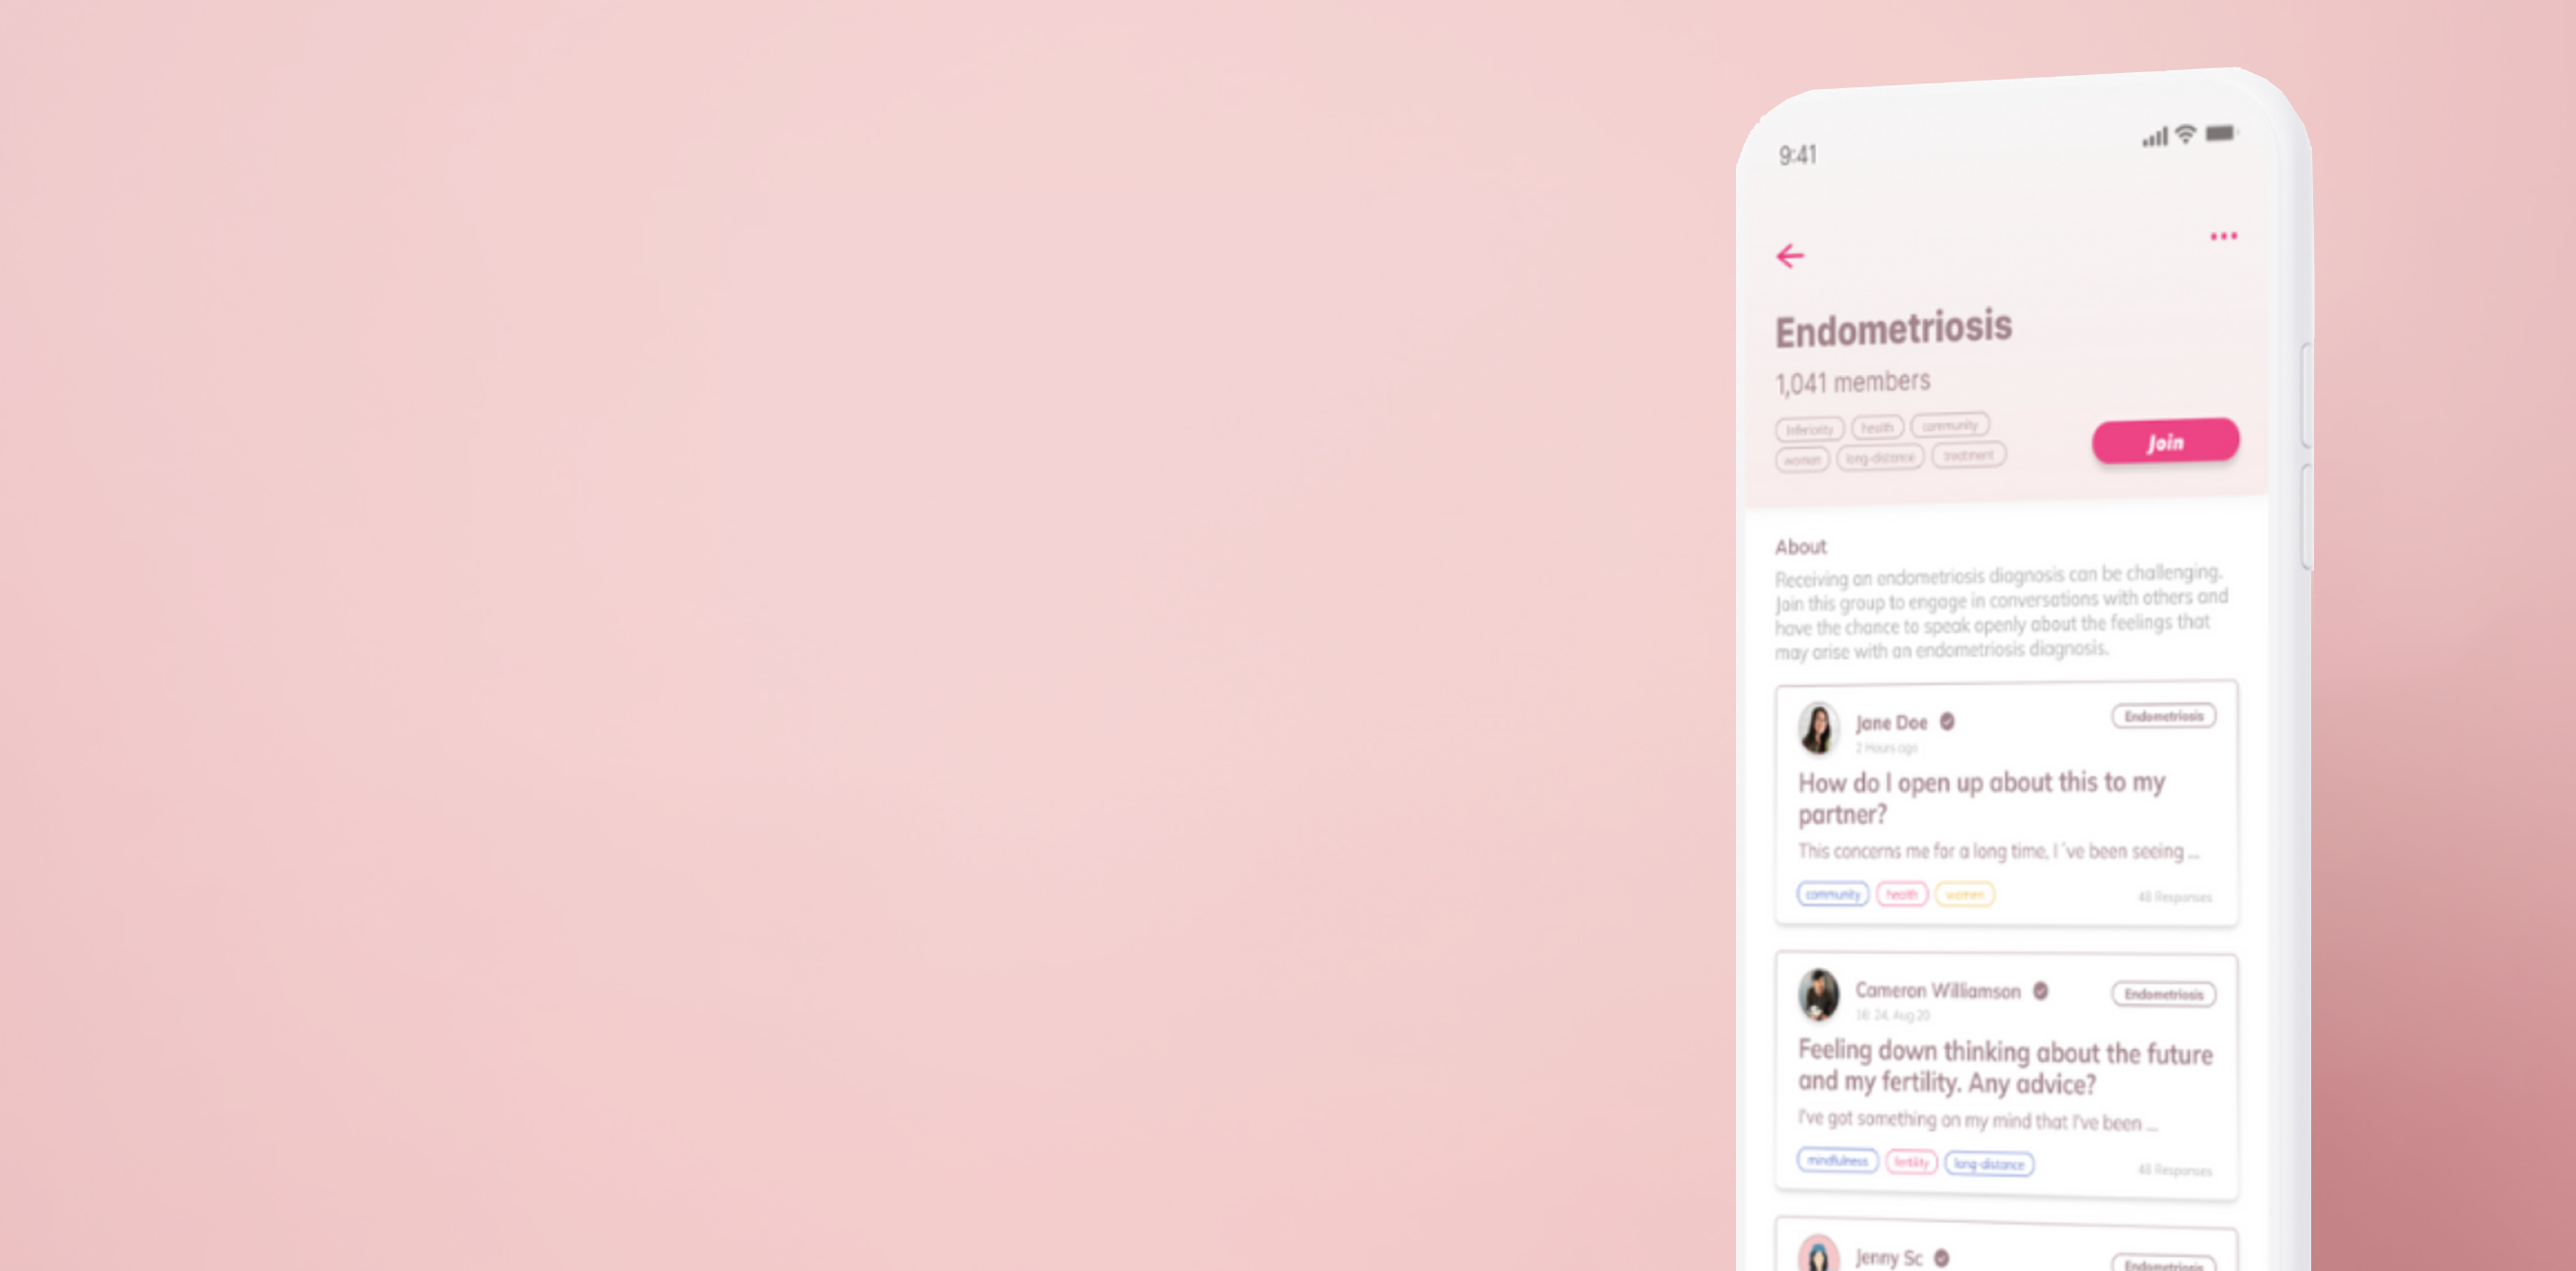 9:41
Endometriosis
1,041 members
Inferiority health community
women long-distance treatment
Join
About
Receiving an endometriosis diagnosis can be challenging.
Join this group to engage in conversations with others and
have the chance to speak openly about the feelings that
may arise with an endometriosis diagnosis.
Jane Doe
Endometriosis
2 Hours ago
How do I open up about this to my
partner?
This concerns me for a long time, I ´ve been seeing ...
community health women
48 Responses
Cameron Williamson
Endometriosis
16: 24, Aug 20
Feeling down thinking about the future
and my fertility. Any advice?
I've got something on my mind that I've been ...
mindfulness fertility long-distance
48 Responses
Jenny Sc
Endometriosis